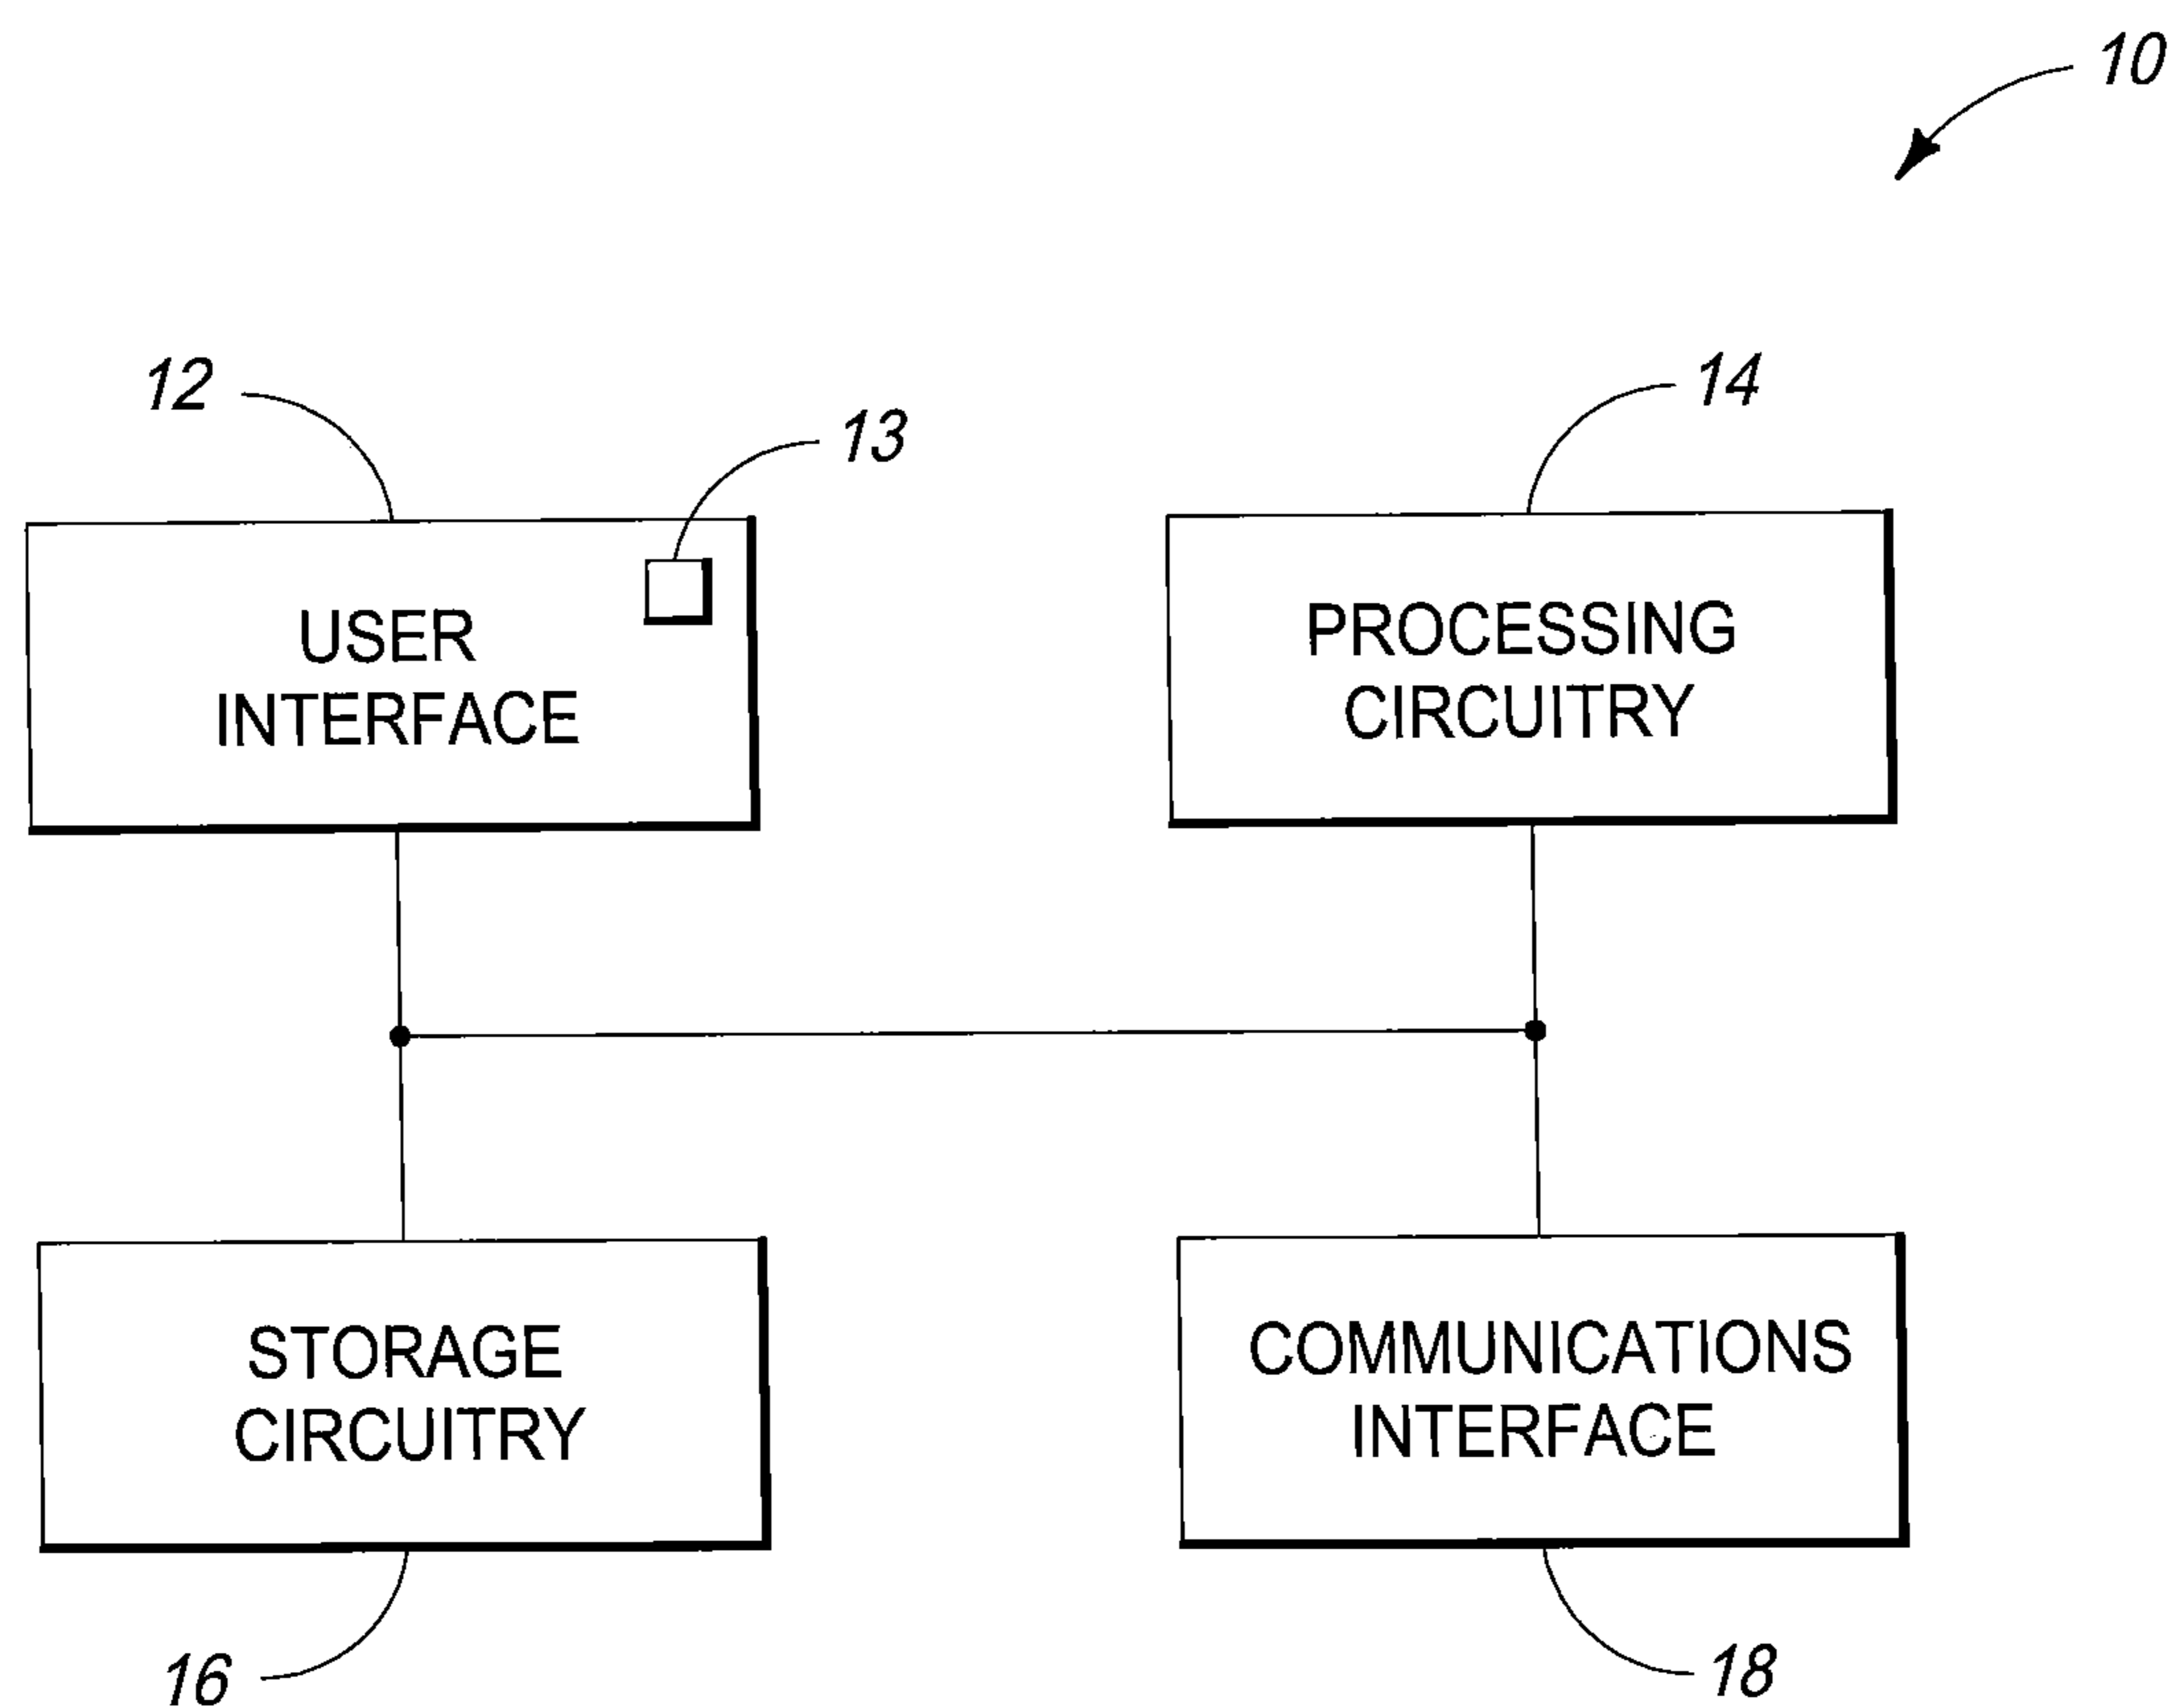 10
12
13
14
USER
INTERFACE
PROCESSING
CIRCUITRY
STORAGE
CIRCUITRY
COMMUNICATIONS
INTERFACE
16
18